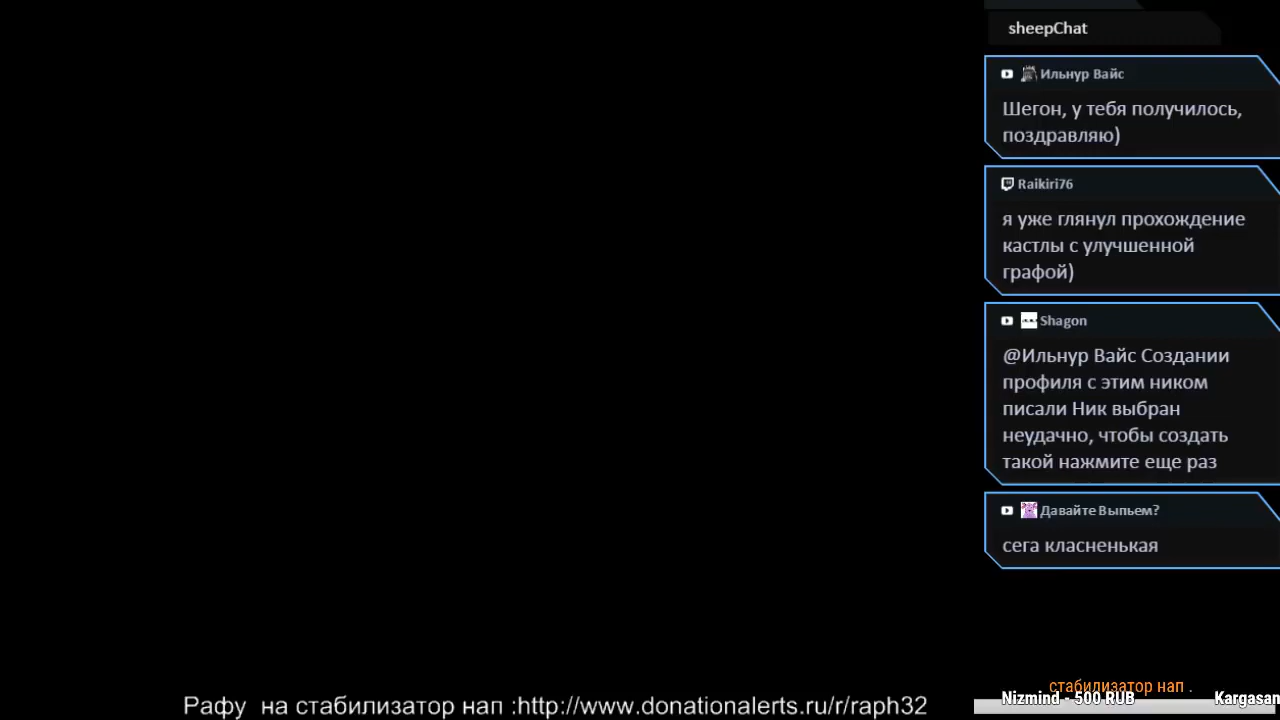 sheepChat
Ильнур Вайс
Шегон, у тебя получилось,
поздравляю)
Raikiri76
я уже глянул прохождение
кастлы с улучшенной
графой)
Shagon
@Ильнур Вайс Создании
профиля с этим ником
писали Ник выбран
неудачно, чтобы создать
такой нажмите еще раз
Давайте Выпьем?
сега класненькая
стабилизатор нап .
Nizmind - 500 RUB Kargasan
Рафу на стабилизатор нап :http://www.donationalerts.ru/r/raph32